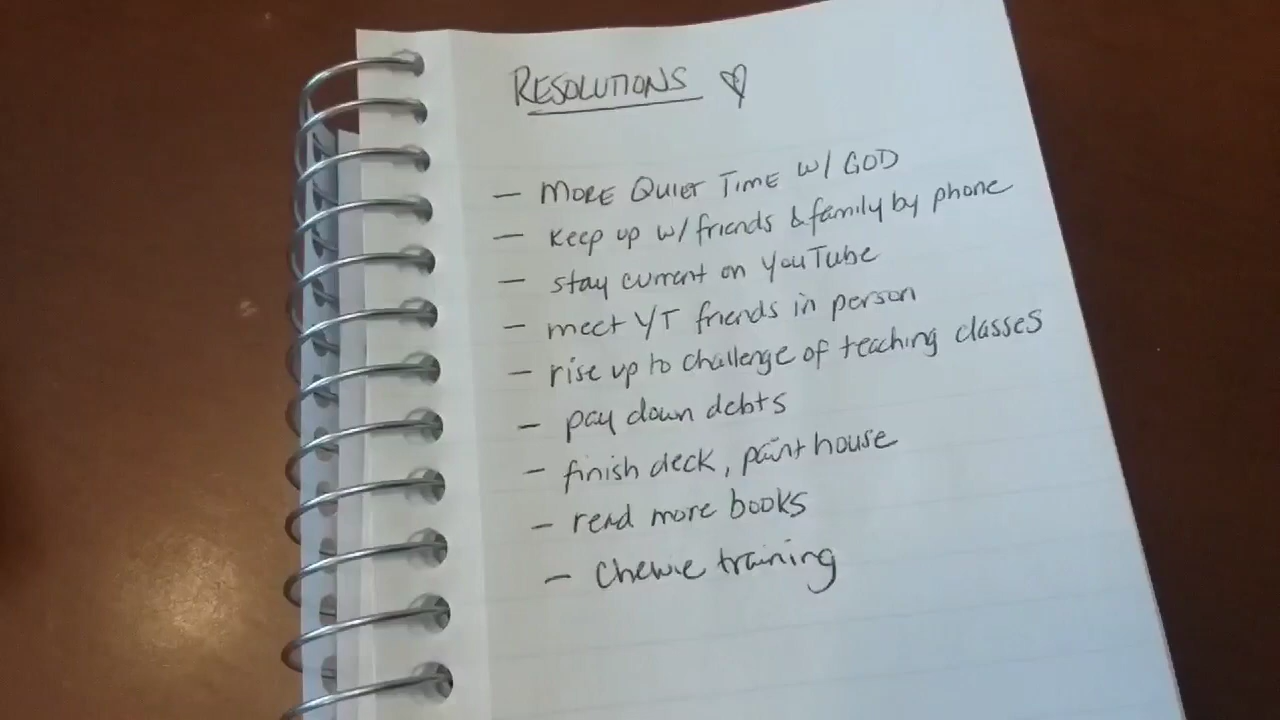 RESOLUTIONS
- MORE QUIET TIME W/ GOD
- keep up w/ friends & family by phone
- stay current on YouTube
- meet YT friends in person
- rise up to challenge of teaching classes
- pay down debts
- finish deck, paint house
- read more books
- Chewie training